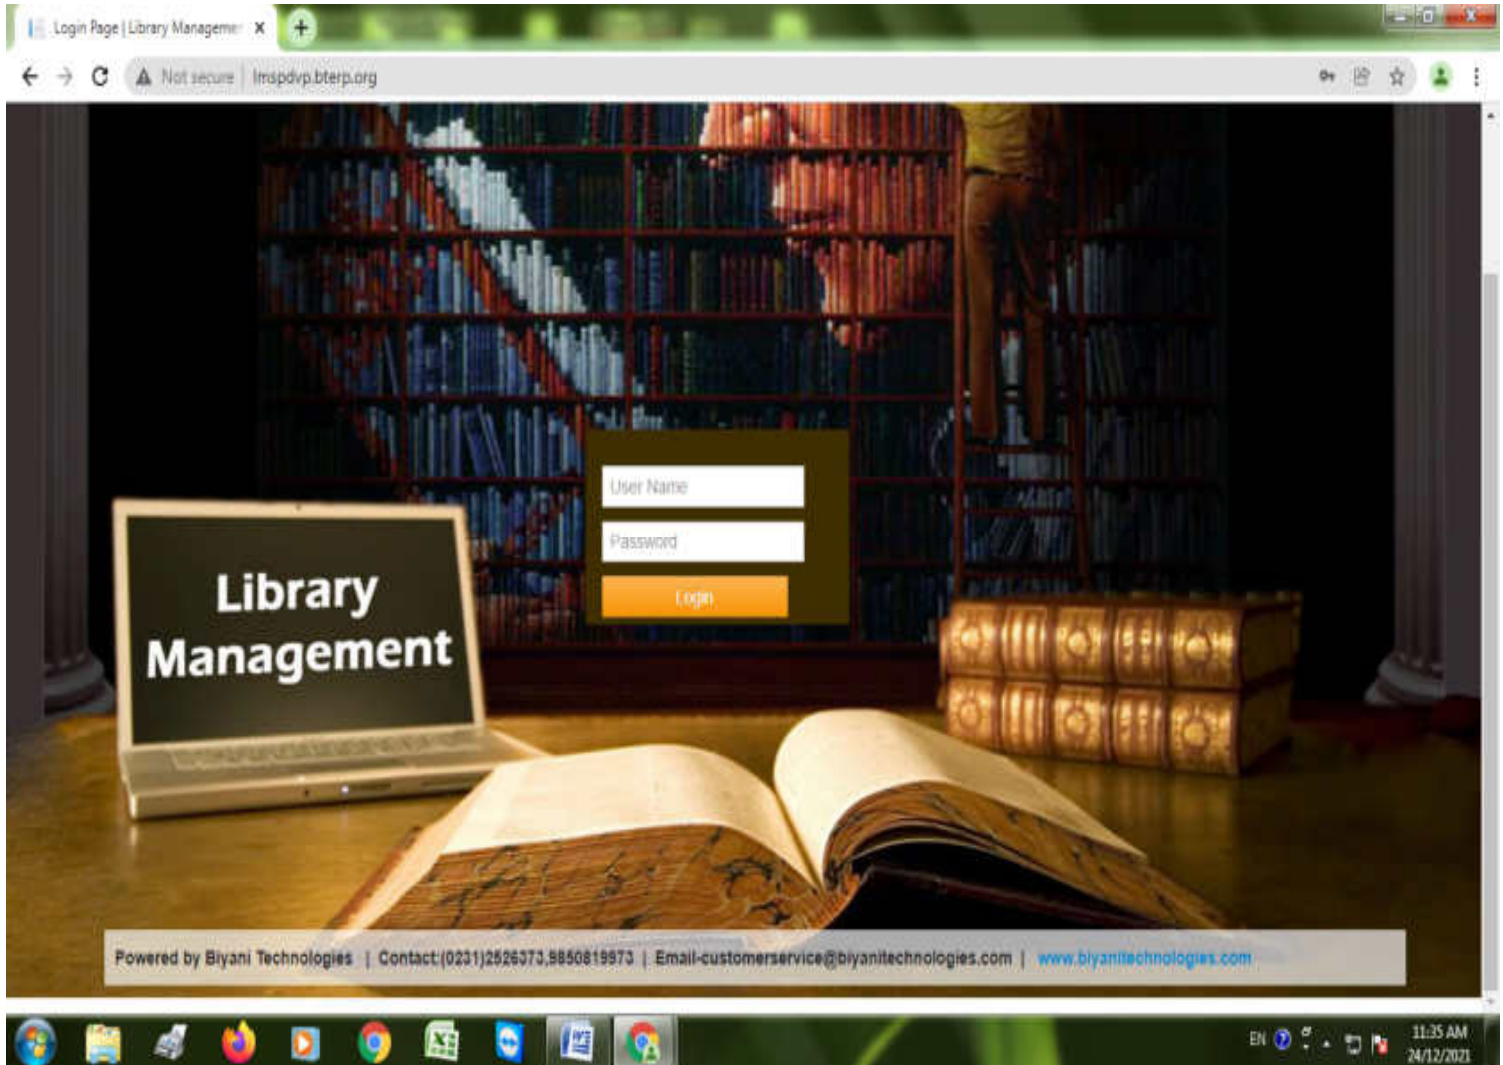 Login Page | Library Managemen
Not secure | lmspdvp.bterp.org
User Name
Password
Login
Library
Management
Powered by Biyani Technologies | Contact:(0231)2526373,9850819973 | Email-customerservice@biyanitechnologies.com | www.biyanitechnologies.com
EN
11:35 AM
24/12/2021